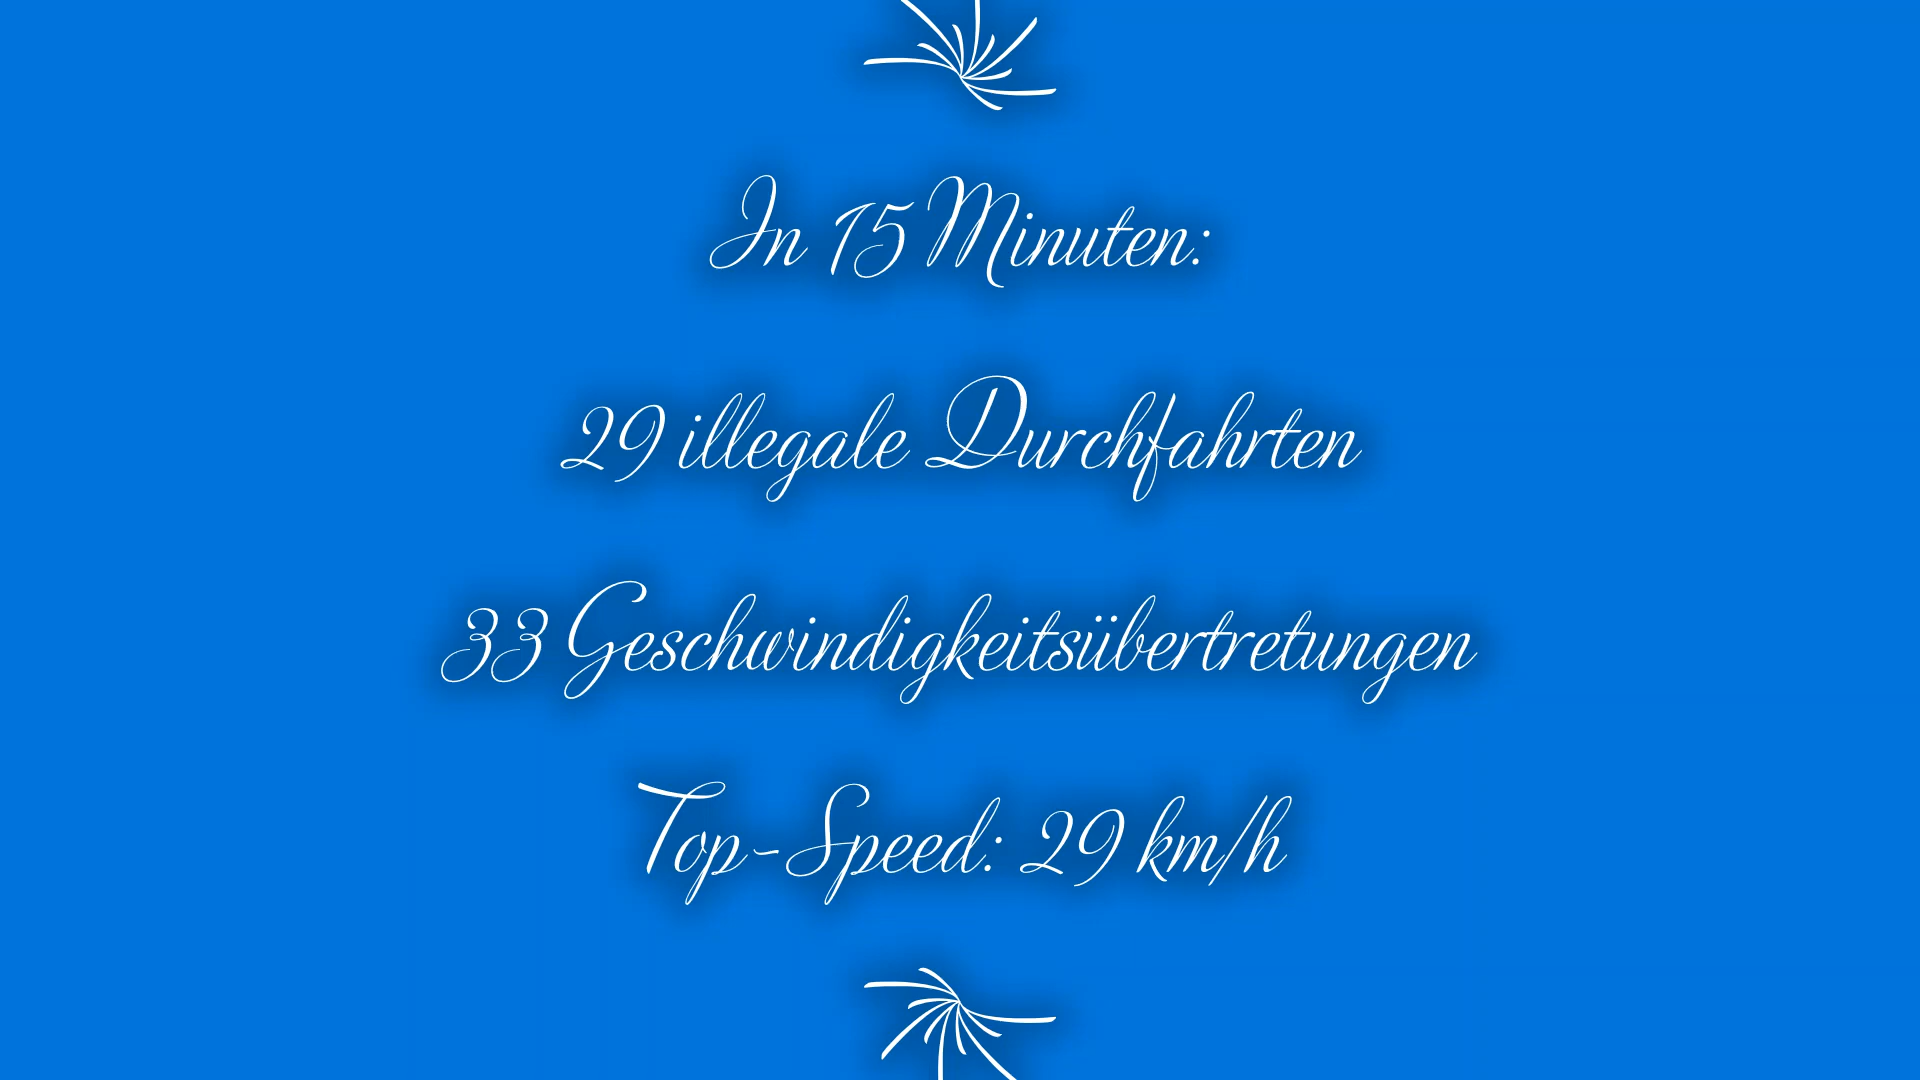 In 15 Minuten:
29 illegale Durchfahrten
33 Geschwindigkeitsübertretungen
Top-Speed: 29 km/h